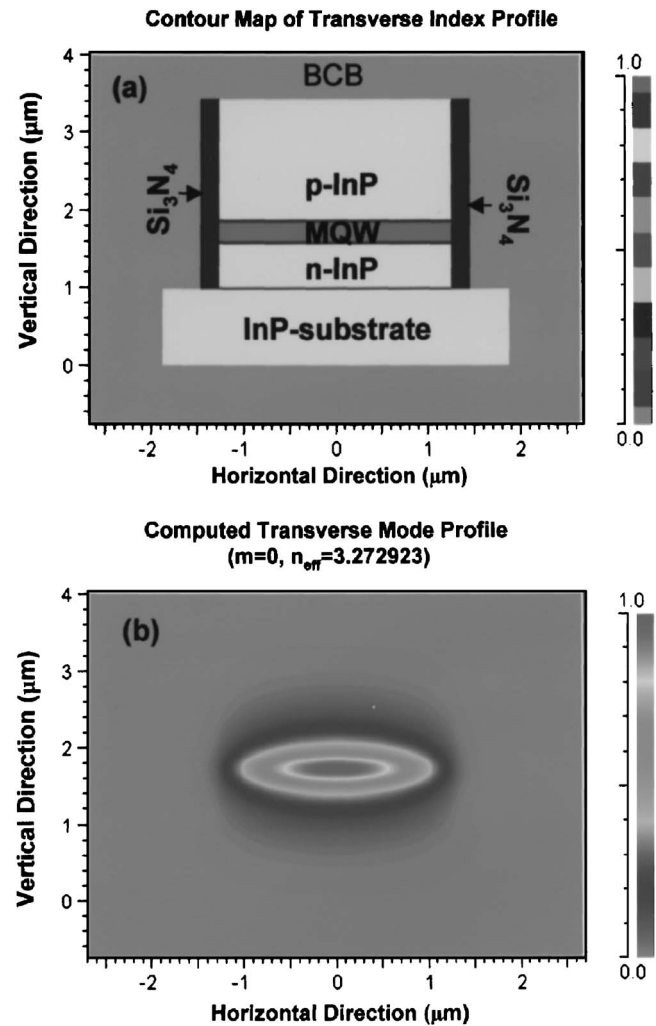 Contour Map of Transverse Index Profile
Vertical Direction (μm)
4
3
2
1
0
(a)
BCB
Si₃N₄
p-InP
Si₃N₄
MQW
n-InP
InP-substrate
1.0
0.0
-2
-1
0
1
2
Horizontal Direction (μm)
Computed Transverse Mode Profile
(m=0, nₑff=3.272923)
Vertical Direction (μm)
4
3
2
1
0
(b)
1.0
0.0
-2
-1
0
1
2
Horizontal Direction (μm)